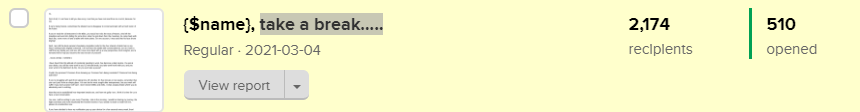 {$name}, take a break.....
Regular · 2021-03-04
View report
2,174
recipients
510
opened